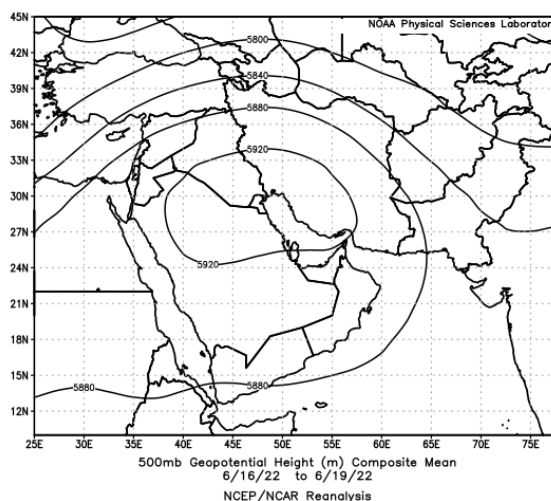 NOAA Physical Sciences Laborator
45N
42N
39N
36N
33N
30N
27N
24N
21N
18N
15N
12N
5800
5840
5880
5920
5920
5880
5880
25E 30E 35E 40E 45E 50E 55E 60E 65E 70E 75E
500mb Geopotential Height (m) Composite Mean
6/16/22 to 6/19/22
NCEP/NCAR Reanalysis